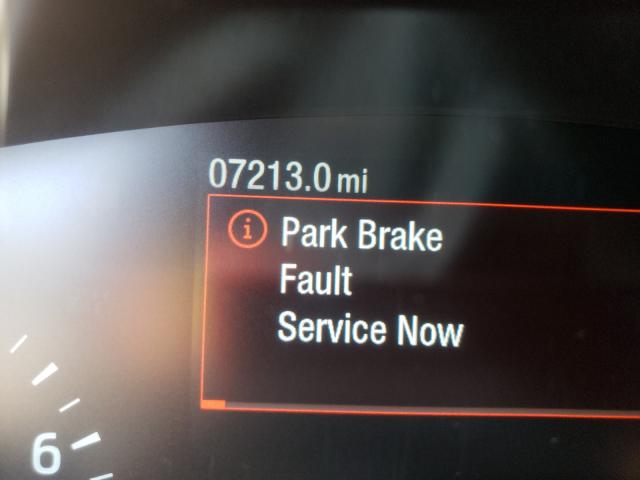 07213.0 mi
i Park Brake
Fault
Service Now
6